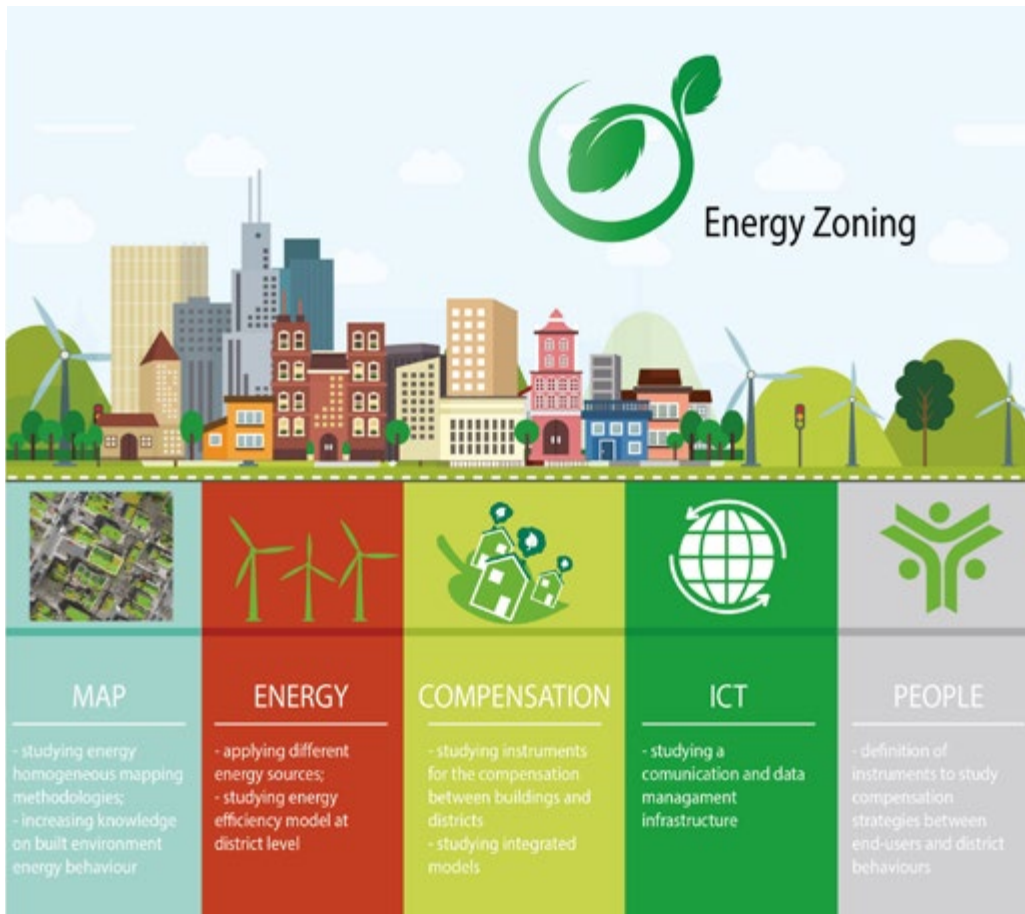 Energy Zoning
MAP
- studying energy
homogeneous mapping
methodologies;
- increasing knowledge
on built environment
energy behaviour
ENERGY
- applying different
energy sources;
- studying energy
efficiency model at
district level
COMPENSATION
- studying instruments
for the compensation
between buildings and
districts
- studying integrated
models
ICT
- studying a
comunication and data
managament
infrastructure
PEOPLE
- definition of
instruments to study
compensation
strategies between
end-users and district
behaviours